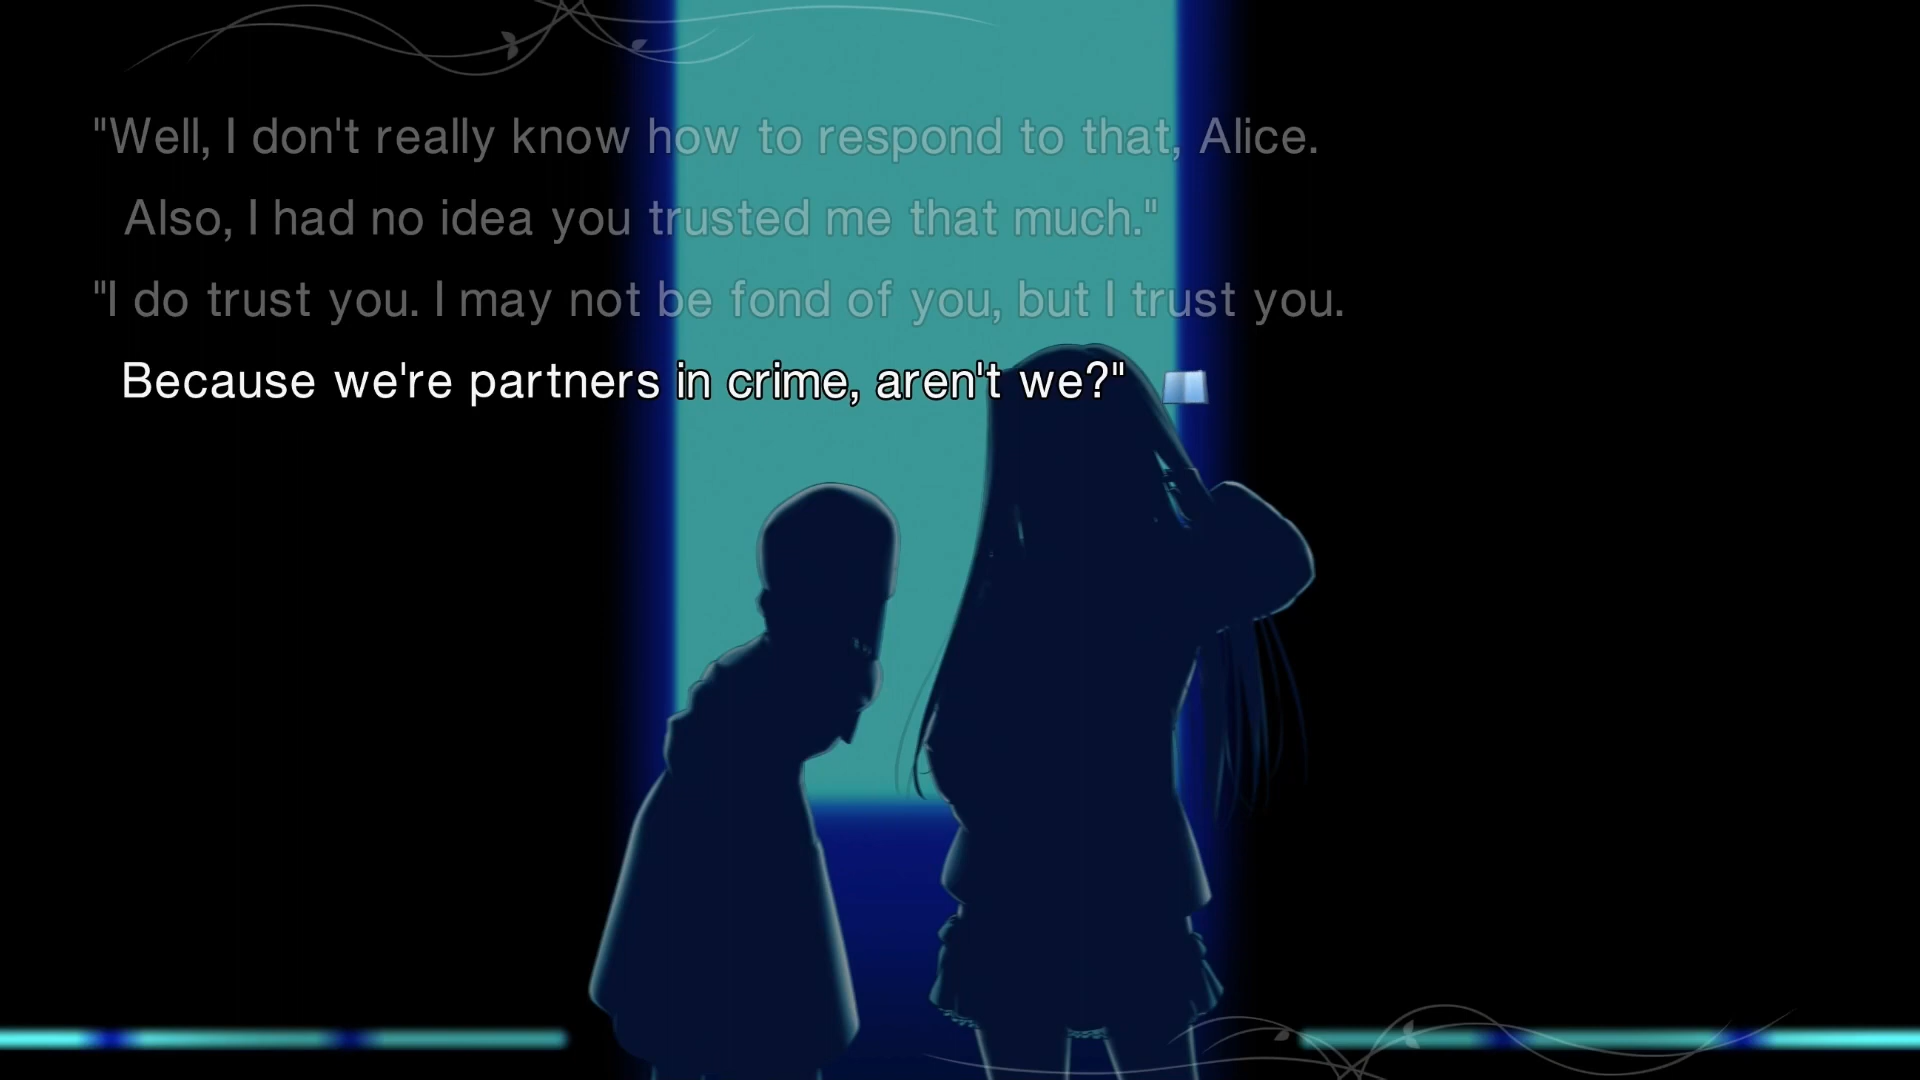 "Well, I don't really know how to respond to that, Alice.
Also, I had no idea you trusted me that much."
"I do trust you. I may not be fond of you, but I trust you.
Because we're partners in crime, aren't we?"